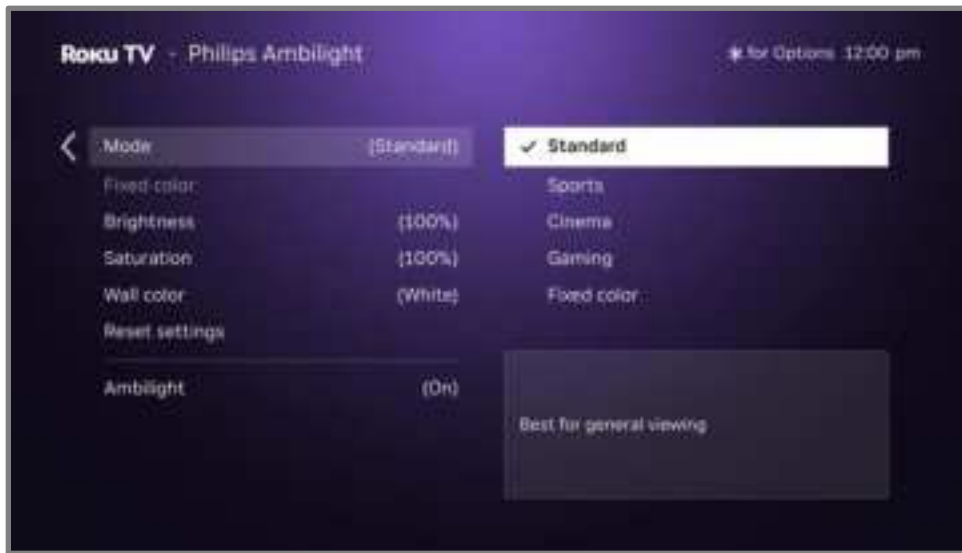 Roku TV - Philips Ambilight
* for Options 12:00 pm
Mode (Standard)
Fixed color
Brightness (100%)
Saturation (100%)
Wall color (White)
Reset settings
Ambilight (On)
✓ Standard
Sports
Cinema
Gaming
Fixed color
Best for general viewing